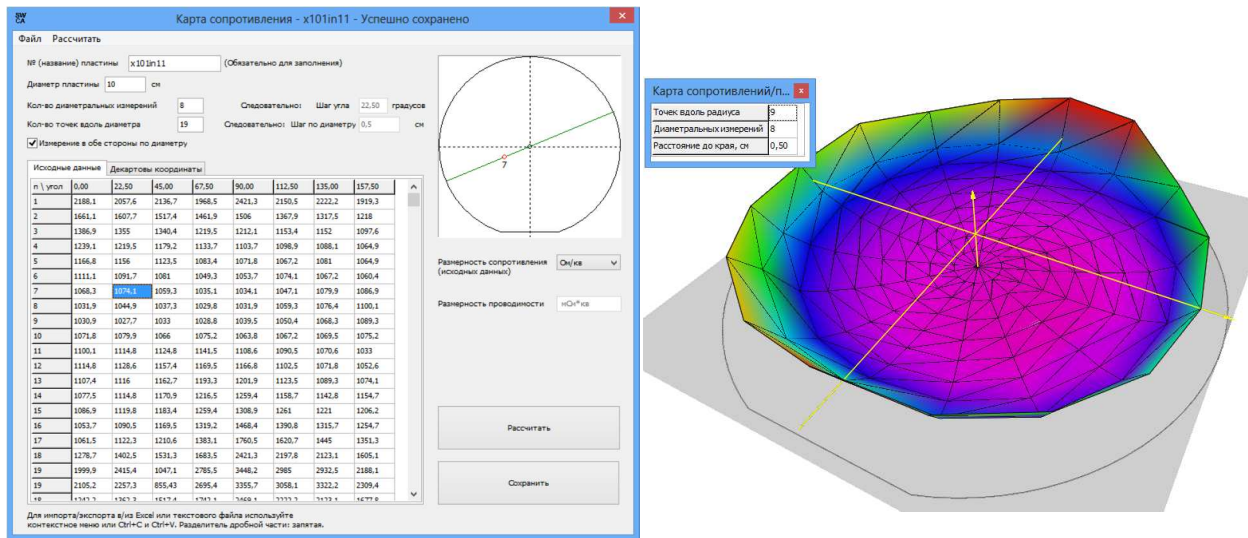 SW CA Карта сопротивления - x101in11 - Успешно сохранено x
Файл Рассчитать
№ (название) пластины x101in11 (Обязательно для заполнения)
Диаметр пластины 10 см
Кол-во диаметральных измерений 8 Следовательно: Шаг угла 22,50 градусов
Кол-во точек вдоль диаметра 19 Следовательно: Шаг по диаметру 0,5 см
Измерение в обе стороны по диаметру
Исходные данные Декартовы координаты
n \ угол 0,00 22,50 45,00 67,50 90,00 112,50 135,00 157,50
1 2188,1 2057,6 2136,7 1968,5 2421,3 2150,5 2222,2 1919,3
2 1661,1 1607,7 1517,4 1461,9 1506 1367,9 1317,5 1218
3 1386,9 1355 1340,4 1219,5 1212,1 1153,4 1152 1097,6
4 1239,1 1219,5 1179,2 1133,7 1103,7 1098,9 1088,1 1064,9
5 1166,8 1156 1123,5 1083,4 1071,8 1067,2 1081 1064,9
6 1111,1 1091,7 1081 1049,3 1053,7 1074,1 1067,2 1060,4
7 1068,3 1074,1 1059,3 1035,1 1034,1 1047,1 1079,9 1086,9
8 1031,9 1044,9 1037,3 1029,8 1031,9 1059,3 1076,4 1100,1
9 1030,9 1027,7 1033 1028,8 1039,5 1050,4 1068,3 1089,3
10 1071,8 1079,9 1066 1075,2 1063,8 1067,2 1069,5 1075,2
11 1100,1 1114,8 1124,8 1141,5 1108,6 1090,5 1070,6 1033
12 1114,8 1128,6 1157,4 1169,5 1166,8 1102,5 1071,8 1052,6
13 1107,4 1116 1162,7 1193,3 1201,9 1123,5 1089,3 1074,1
14 1077,5 1114,8 1170,9 1216,5 1259,4 1158,7 1142,8 1154,7
15 1086,9 1119,8 1183,4 1259,4 1308,9 1261 1221 1206,2
16 1053,7 1090,5 1169,5 1319,2 1468,4 1390,8 1315,7 1254,7
17 1061,5 1122,3 1210,6 1383,1 1760,5 1620,7 1445 1351,3
18 1278,7 1402,5 1531,3 1683,5 2421,3 2197,8 2123,1 1605,1
19 1999,9 2415,4 1047,1 2785,5 3448,2 2985 2932,5 2188,1
19 2105,2 2257,3 855,43 2695,4 3355,7 3058,1 3322,2 2309,4
7
Размерность сопротивления Ом/кв
(исходных данных)
Размерность проводимости мСм*кв
Рассчитать
Сохранить
Для импорта/экспорта в/из Excel или текстового файла используйте
контекстное меню или Ctrl+C и Ctrl+V. Разделитель дробной части: запятая.
Карта сопротивлений/п... x
Точек вдоль радиуса 9
Диаметральных измерений 8
Расстояние до края, см 0,50